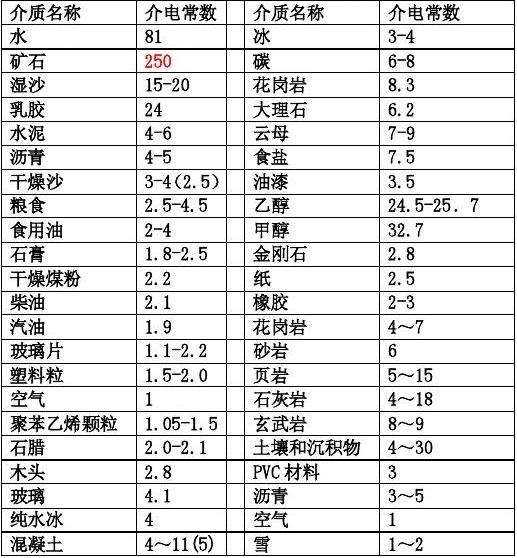 介质名称 介电常数 介质名称 介电常数
水 81 冰 3-4
矿石 250 碳 6-8
湿沙 15-20 花岗岩 8.3
乳胶 24 大理石 6.2
水泥 4-6 云母 7-9
沥青 4-5 食盐 7.5
干燥沙 3-4(2.5) 油漆 3.5
粮食 2.5-4.5 乙醇 24.5-25. 7
食用油 2-4 甲醇 32.7
石膏 1.8-2.5 金刚石 2.8
干燥煤粉 2.2 纸 2.5
柴油 2.1 橡胶 2-3
汽油 1.9 花岗岩 4～7
玻璃片 1.1-2.2 砂岩 6
塑料粒 1.5-2.0 页岩 5～15
空气 1 石灰岩 4～18
聚苯乙烯颗粒 1.05-1.5 玄武岩 8～9
石腊 2.0-2.1 土壤和沉积物 4～30
木头 2.8 PVC材料 3
玻璃 4.1 沥青 3～5
纯水冰 4 空气 1
混凝土 4～11(5) 雪 1～2